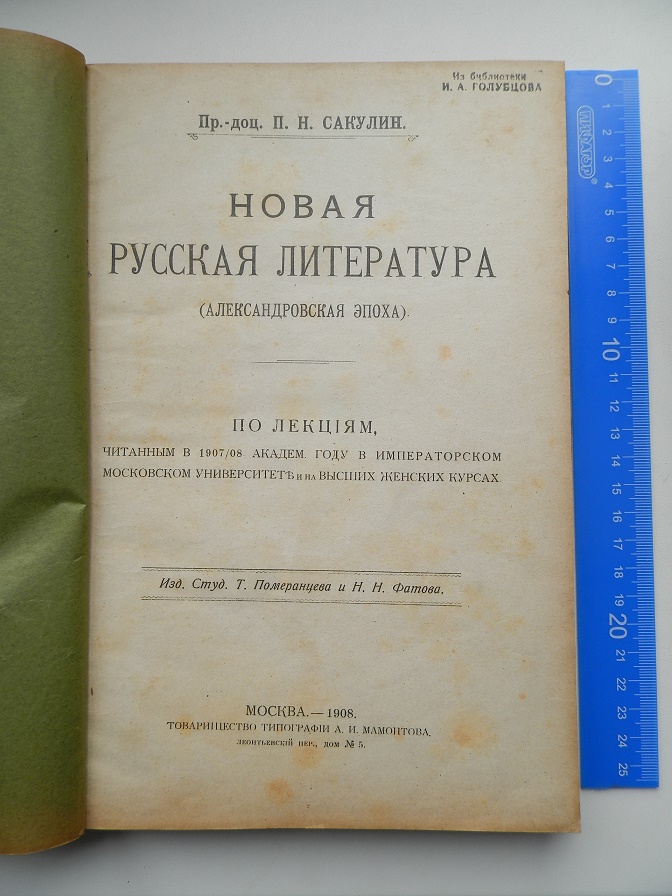 Из библиотеки
И. А. ГОЛУБЦОВА
Пр.-доц. П. Н. САКУЛИН.
НОВАЯ
РУССКАЯ ЛИТЕРАТУРА
(АЛЕКСАНДРОВСКАЯ ЭПОХА).
ПО ЛЕКЦІЯМ,
ЧИТАННЫМ В 1907/08 АКАДЕМ. ГОДУ В ИМПЕРАТОРСКОМ
МОСКОВСКОМ УНИВЕРСИТЕТѢ И НА ВЫСШИХ ЖЕНСКИХ КУРСАХ.
Изд. Студ. Т. Померанцева и Н. Н. Фатова.
МОСКВА.—1908.
ТОВАРИЩЕСТВО ТИПОГРАФІИ А. И. МАМОНТОВА,
ЛЕОНТЬЕВСКІЙ ПЕР., ДОМ № 5.
ПИФАГОР®
0
1
2
3
4
5
6
7
8
9
10
11
12
13
14
15
16
17
18
19
20
21
22
23
24
25